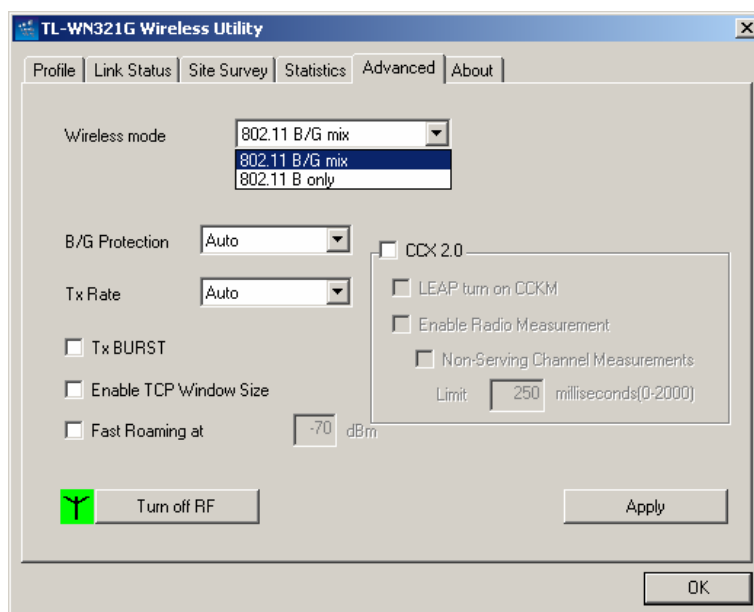 TL-WN321G Wireless Utility
Profile Link Status Site Survey Statistics Advanced About
Wireless mode 802.11 B/G mix
802.11 B/G mix
802.11 B only
B/G Protection Auto
CCX 2.0
LEAP turn on CCKM
Tx Rate Auto
Enable Radio Measurement
Tx BURST
Non-Serving Channel Measurements
Enable TCP Window Size
Limit 250 milliseconds(0-2000)
Fast Roaming at -70 dBm
Turn off RF
Apply
OK